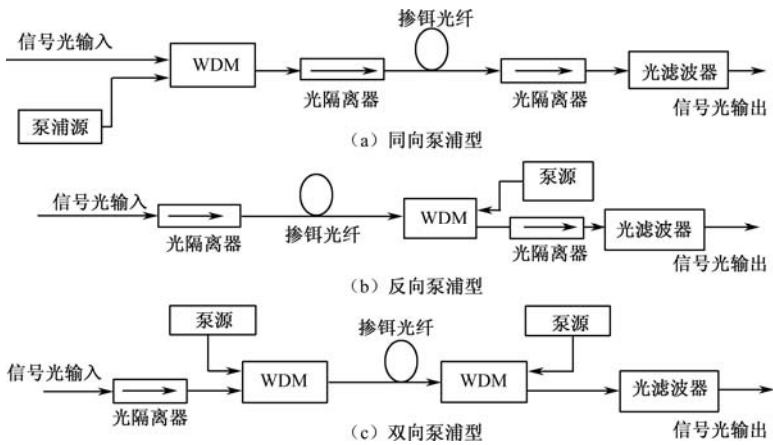 信号光输入
WDM
掺铒光纤
光隔离器
光隔离器
光滤波器
信号光输出
泵浦源
（a）同向泵浦型
信号光输入
光隔离器
掺铒光纤
WDM
泵源
光隔离器
光滤波器
信号光输出
（b）反向泵浦型
泵源
掺铒光纤
泵源
信号光输入
光隔离器
WDM
WDM
光滤波器
信号光输出
（c）双向泵浦型